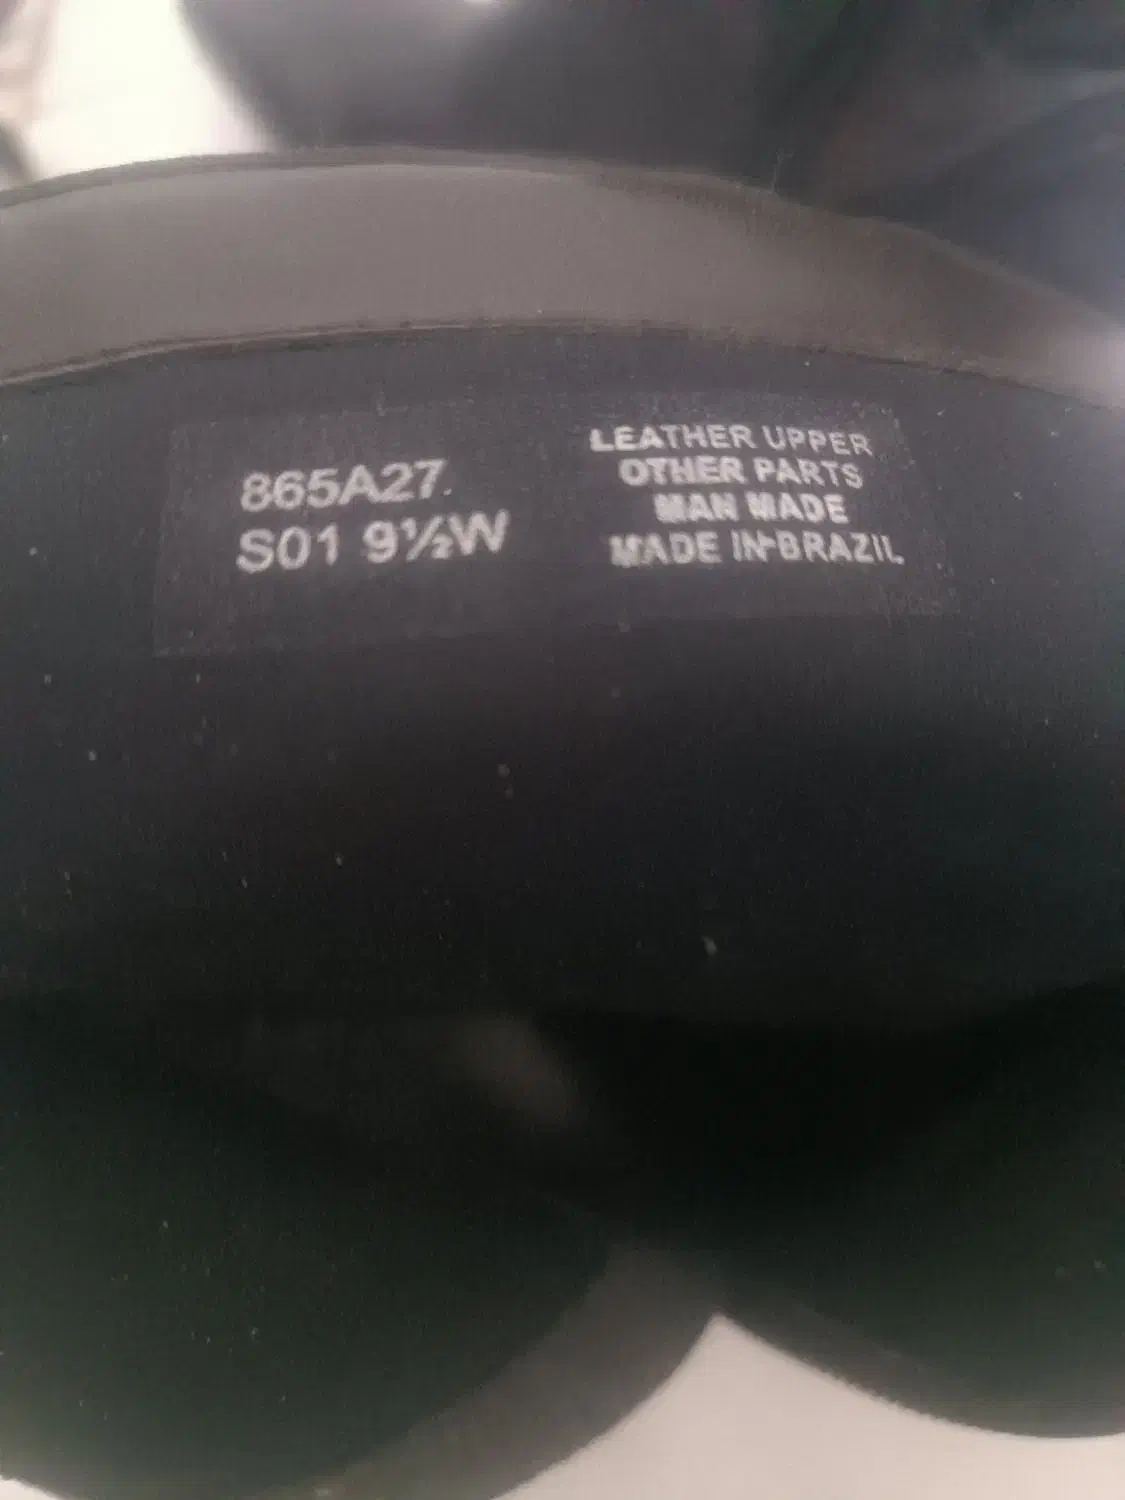 865A27.
S01 9½W
LEATHER UPPER
OTHER PARTS
MAN MADE
MADE IN BRAZIL